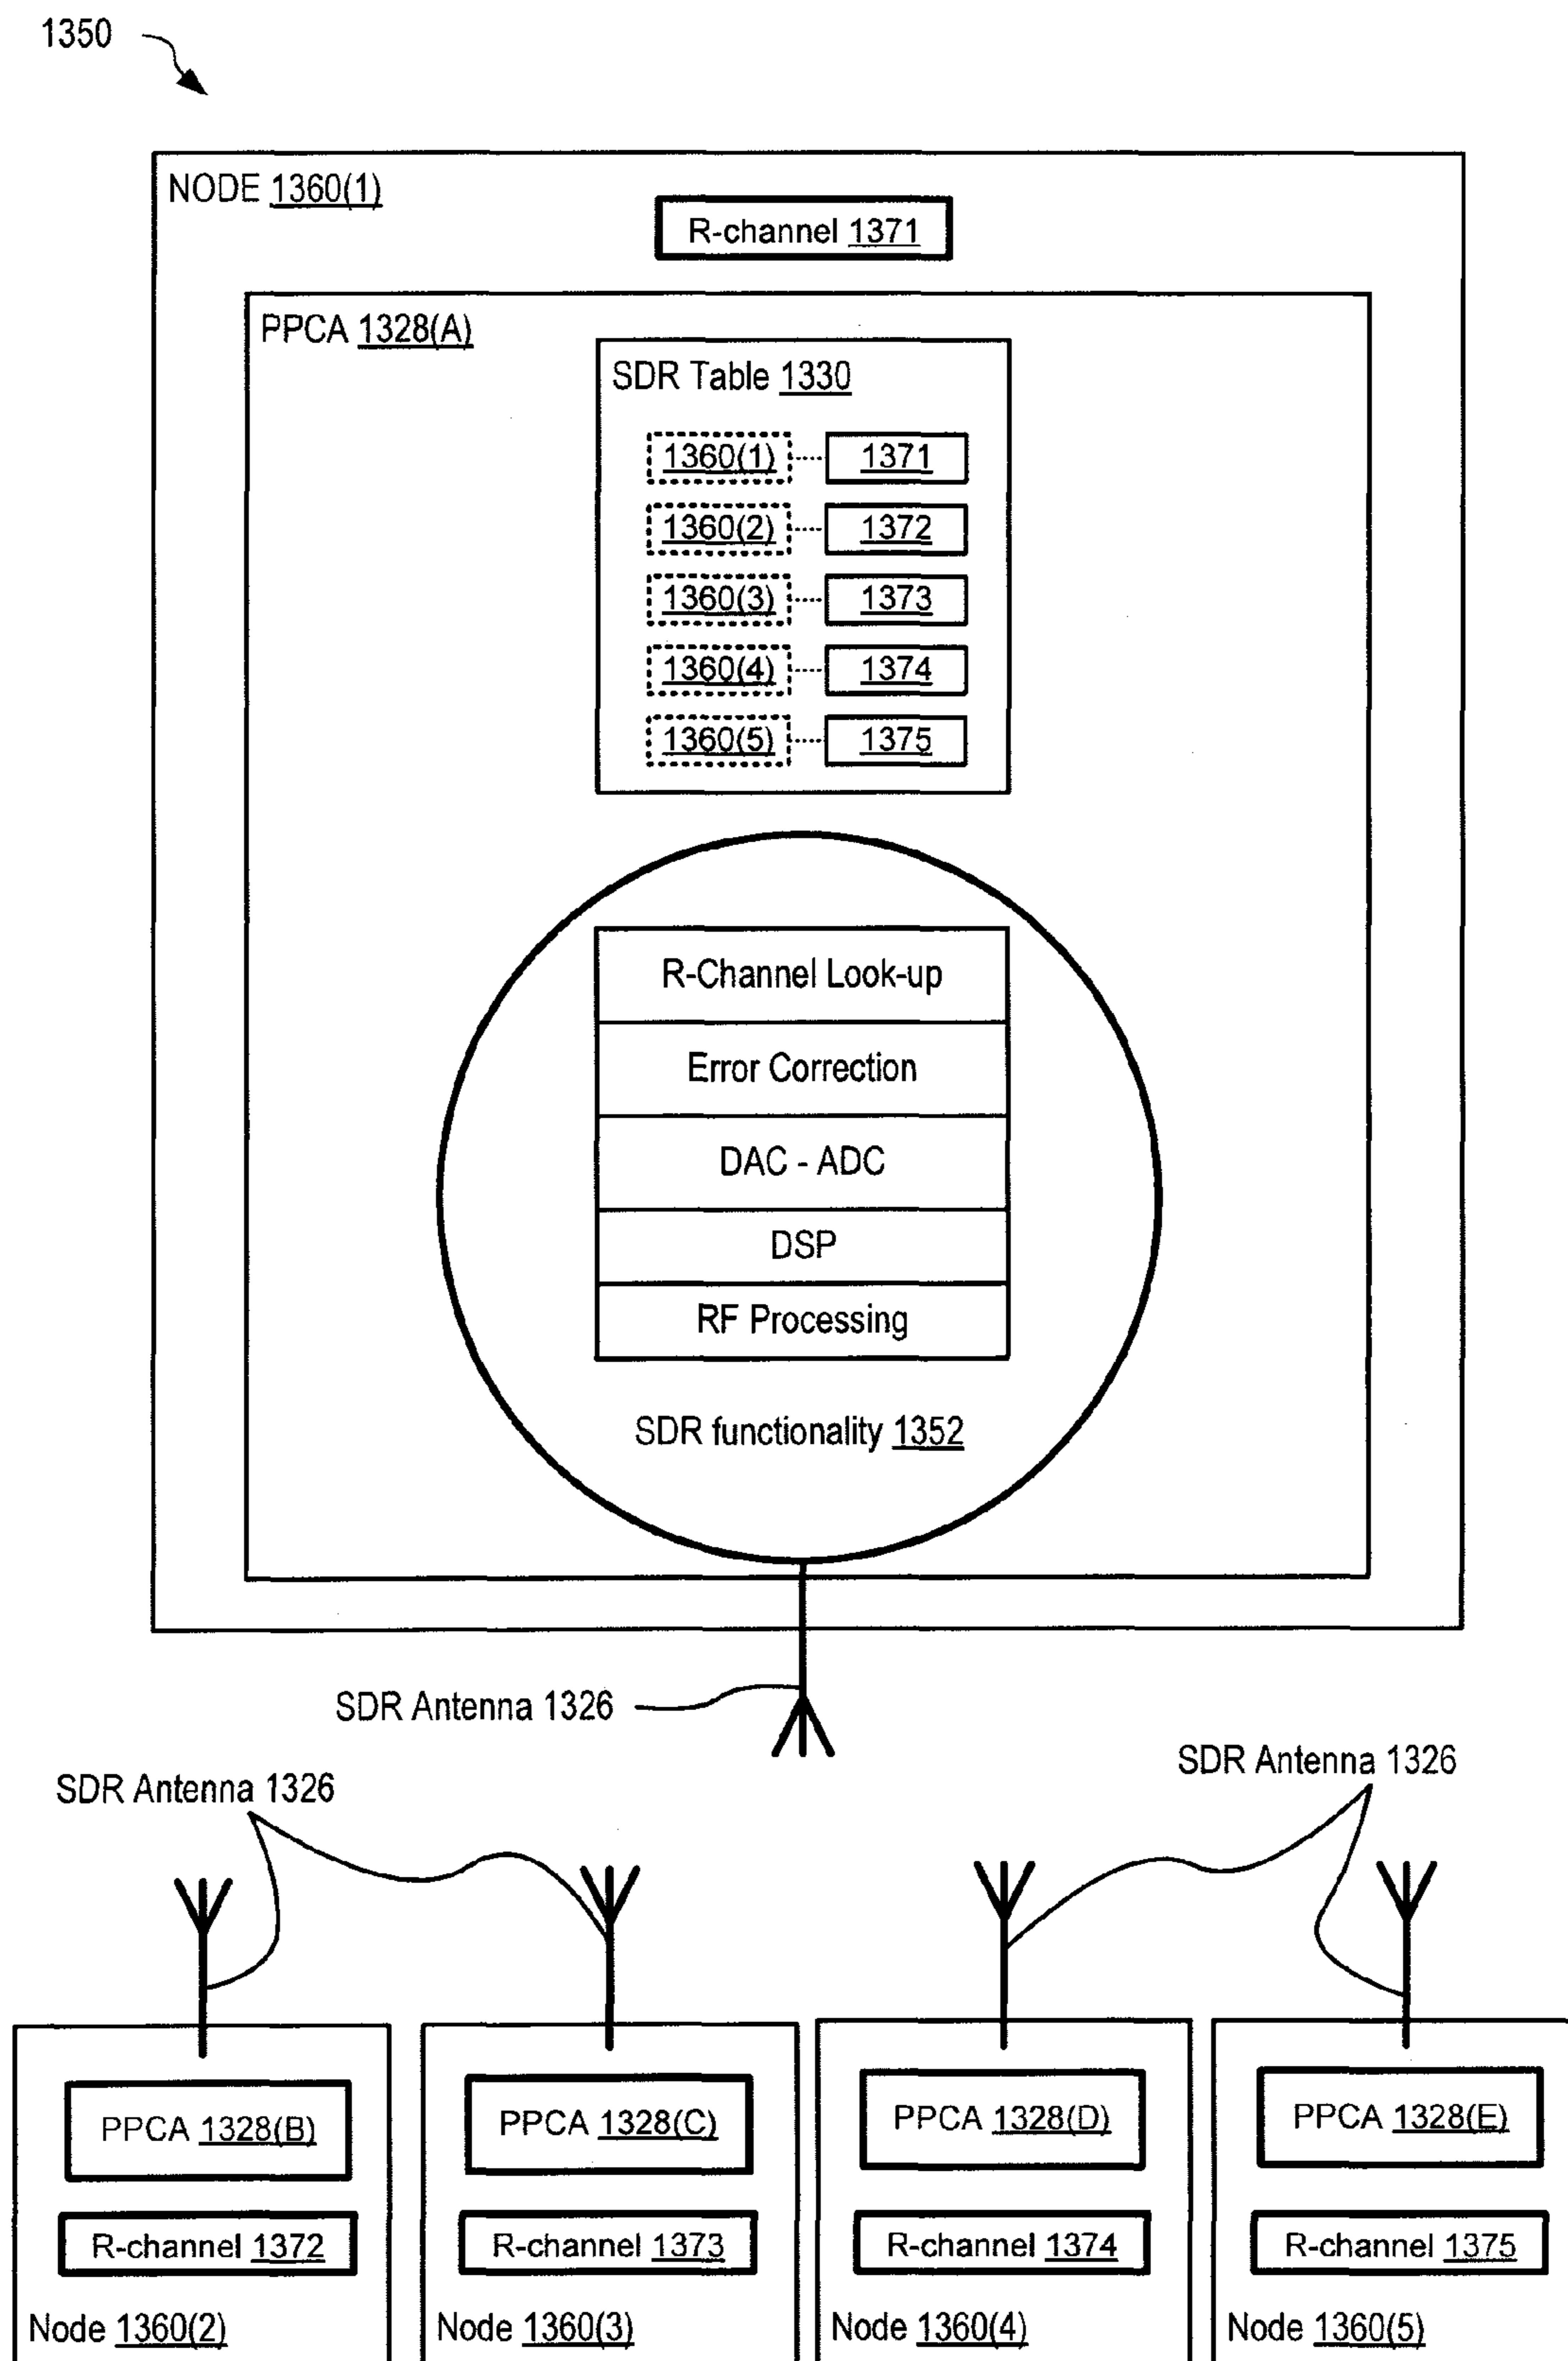 1350
NODE 1360(1)
R-channel 1371
PPCA 1328(A)
SDR Table 1330
1360(1) 1371
1360(2) 1372
1360(3) 1373
1360(4) 1374
1360(5) 1375
R-Channel Look-up
Error Correction
DAC - ADC
DSP
RF Processing
SDR functionality 1352
SDR Antenna 1326
SDR Antenna 1326
SDR Antenna 1326
PPCA 1328(B)
PPCA 1328(C)
PPCA 1328(D)
PPCA 1328(E)
R-channel 1372
R-channel 1373
R-channel 1374
R-channel 1375
Node 1360(2)
Node 1360(3)
Node 1360(4)
Node 1360(5)